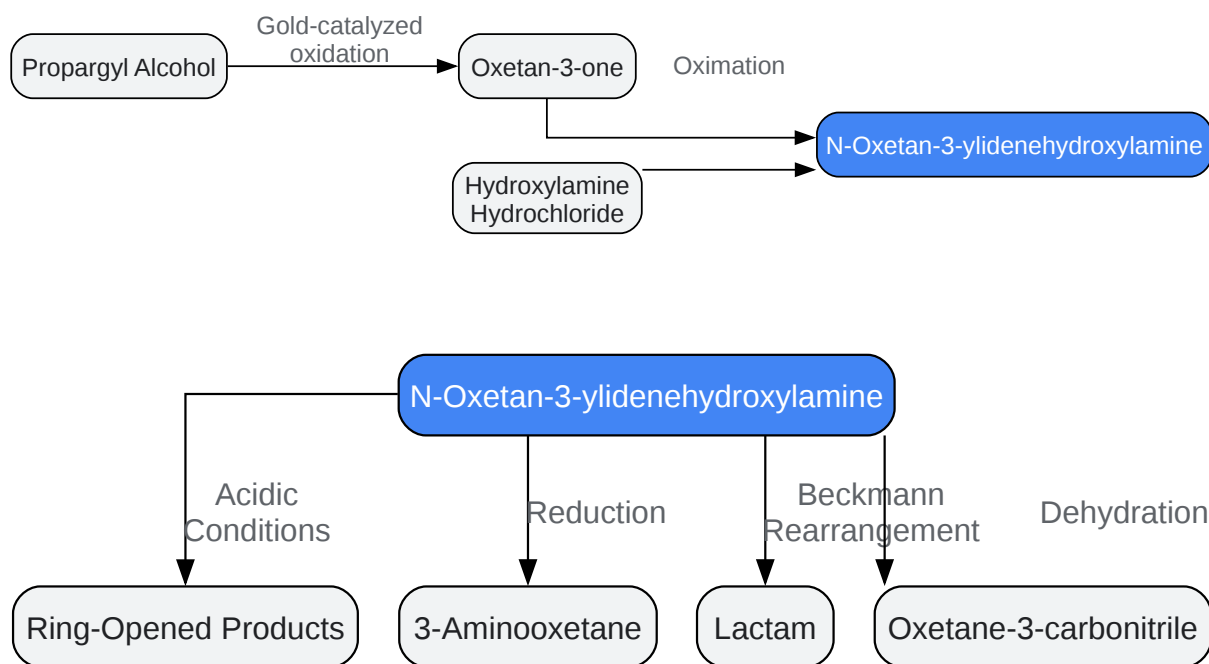 Gold-catalyzed
oxidation
Propargyl Alcohol
Oxetan-3-one
Oximation
N-Oxetan-3-ylidenehydroxylamine
Hydroxylamine
Hydrochloride
N-Oxetan-3-ylidenehydroxylamine
Acidic
Conditions
Reduction
Beckmann
Rearrangement
Dehydration
Ring-Opened Products
3-Aminooxetane
Lactam
Oxetane-3-carbonitrile